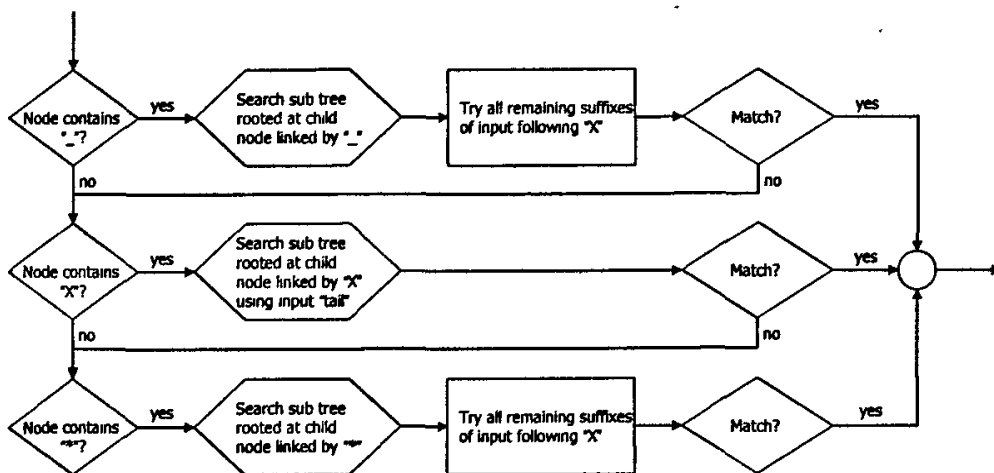 Node contains
"_"?
yes
Search sub tree
rooted at child
node linked by "_"
Try all remaining suffixes
of input following "X"
Match?
yes
no
no
Node contains
"X"?
yes
Search sub tree
rooted at child
node linked by "X"
using input "tail"
Match?
yes
no
no
Node contains
"*"?
yes
Search sub tree
rooted at child
node linked by "*"
Try all remaining suffixes
of input following "X"
Match?
yes